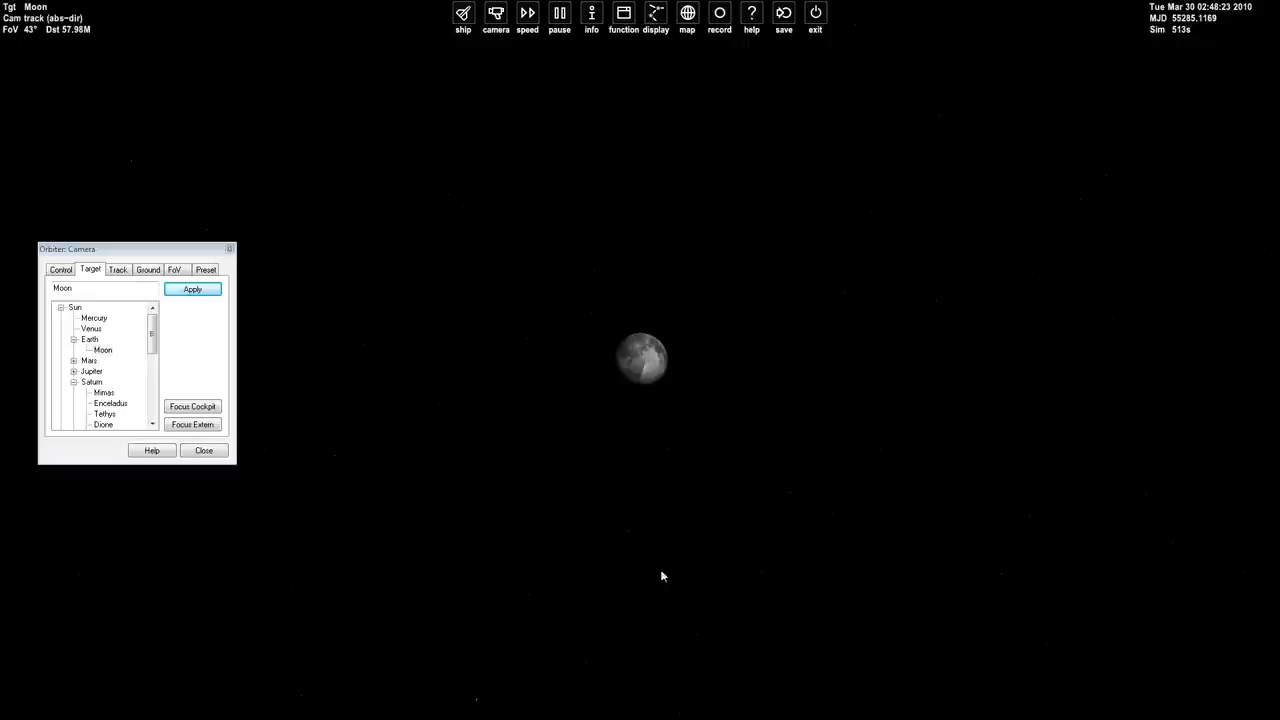 Tgt Moon
Cam track (abs-dir)
FoV 43° Dst 57.98M
ship camera speed pause info function display map record help save exit
Tue Mar 30 02:48:23 2010
MJD 55285.1169
Sim 513s
Orbiter: Camera
Control Target Track Ground FoV Preset
Moon Apply
Sun
Mercury
Venus
Earth
Moon
Mars
Jupiter
Saturn
Mimas
Enceladus
Tethys
Dione
Focus Cockpit
Focus Extern
Help Close